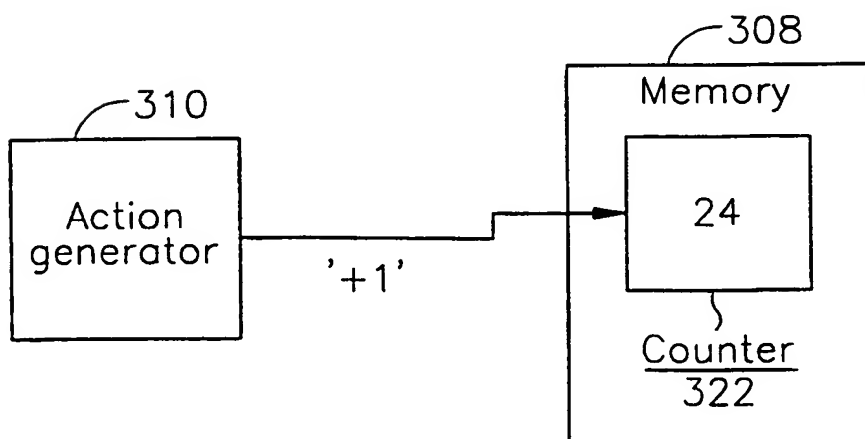 308
Memory
310
Action
generator
'+1'
24
Counter
322